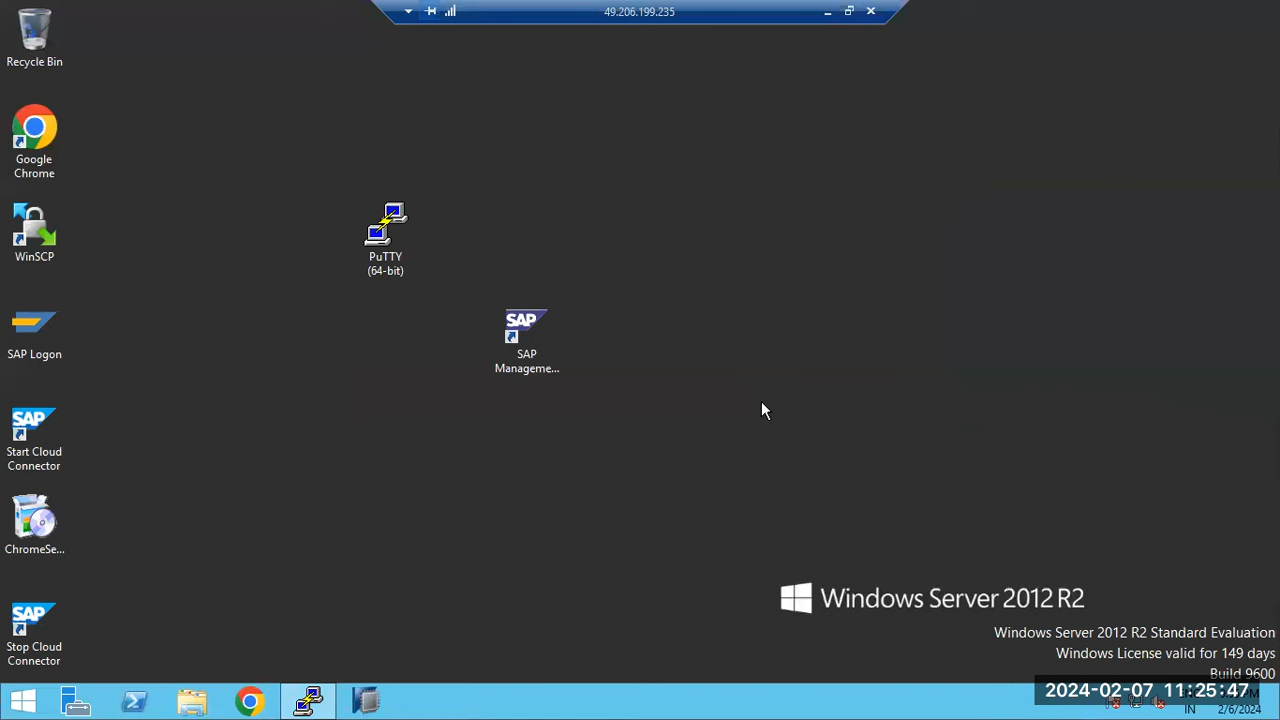 49.206.199.235
Recycle Bin
Google
Chrome
WinSCP
PuTTY
(64-bit)
SAP Logon
SAP
SAP
Manageme...
SAP
Start Cloud
Connector
ChromeSe...
SAP
Stop Cloud
Connector
Windows Server 2012 R2
Windows Server 2012 R2 Standard Evaluation
Windows License valid for 149 days
Build 9600
2024-02-07 11:25:47
IN
2/6/2024